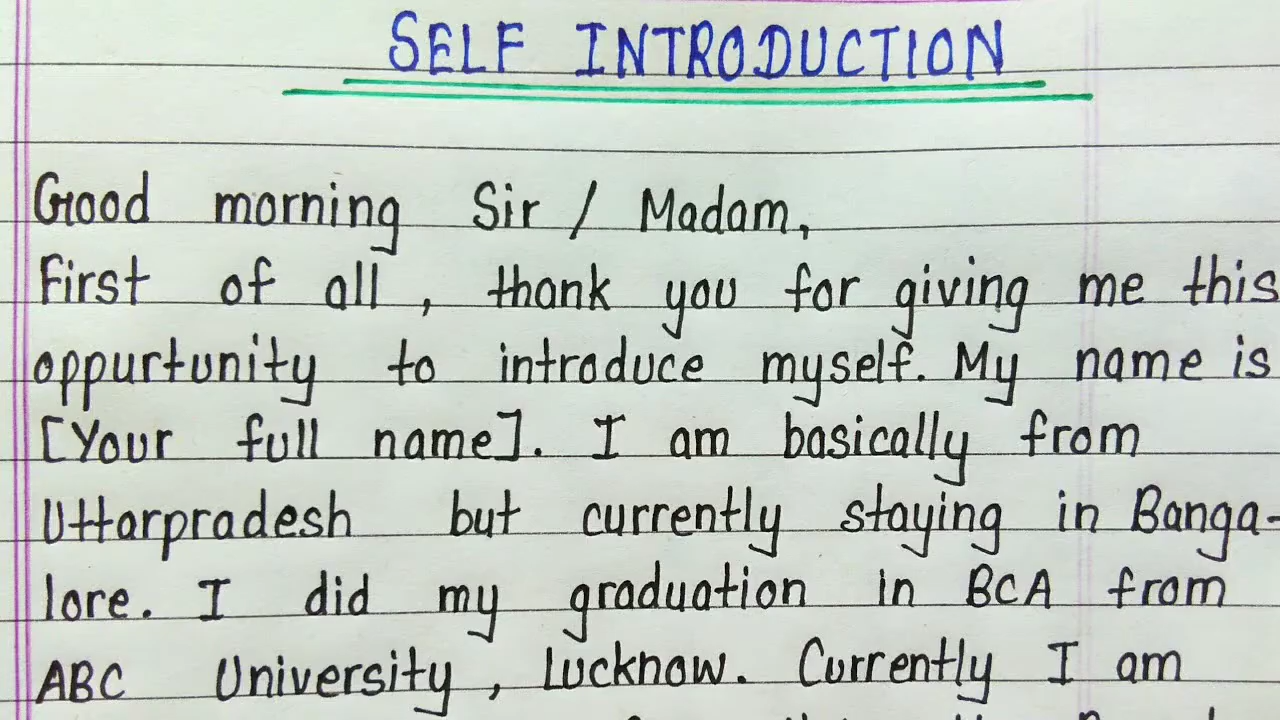 SELF INTRODUCTION
Good morning Sir / Madam,
First of all, thank you for giving me this
oppurtunity to introduce myself. My name is
[Your full name]. I am basically from
Uttarpradesh but currently staying in Banga-
lore. I did my graduation in BCA from
ABC University, Lucknow. Currently I am